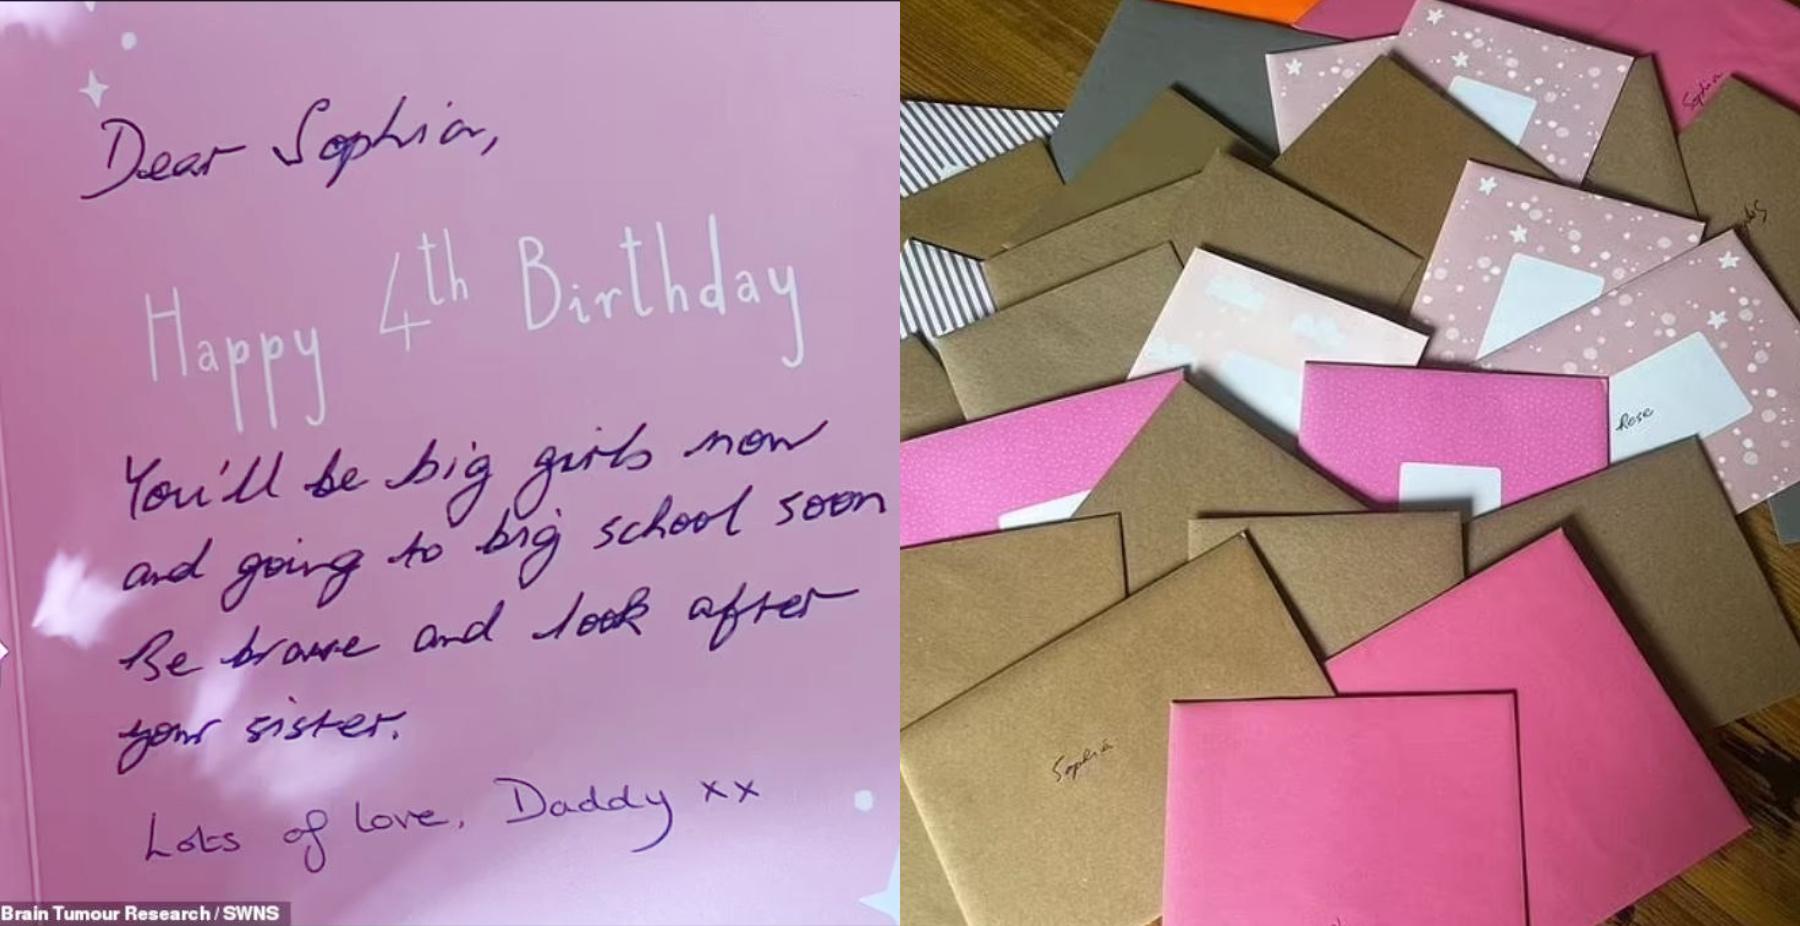 Dear Sophia,
Happy 4th Birthday
You'll be big girls now
and going to big school soon
Be brave and look after
your sister.
Lots of love, Daddy xx
Brain Tumour Research / SWNS
Sophia
Rose
Sophia